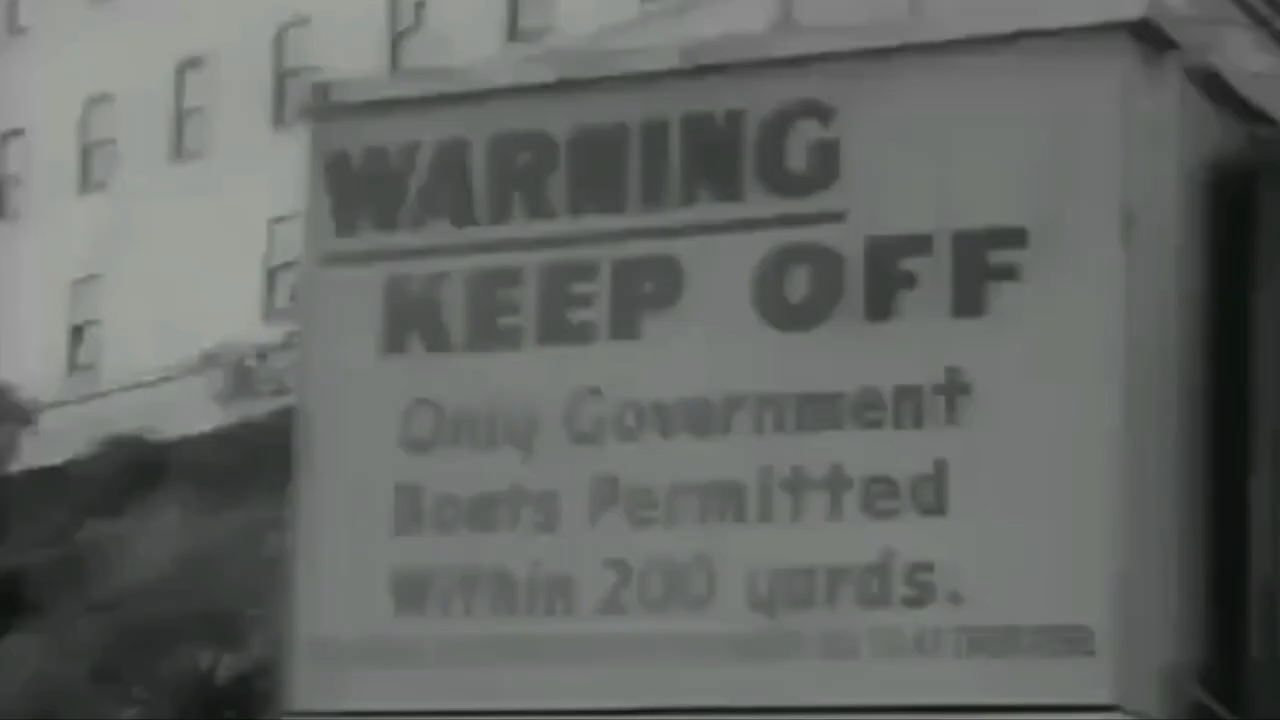 WARNING
KEEP OFF
Only Government
Boats Permitted
Within 200 yards.